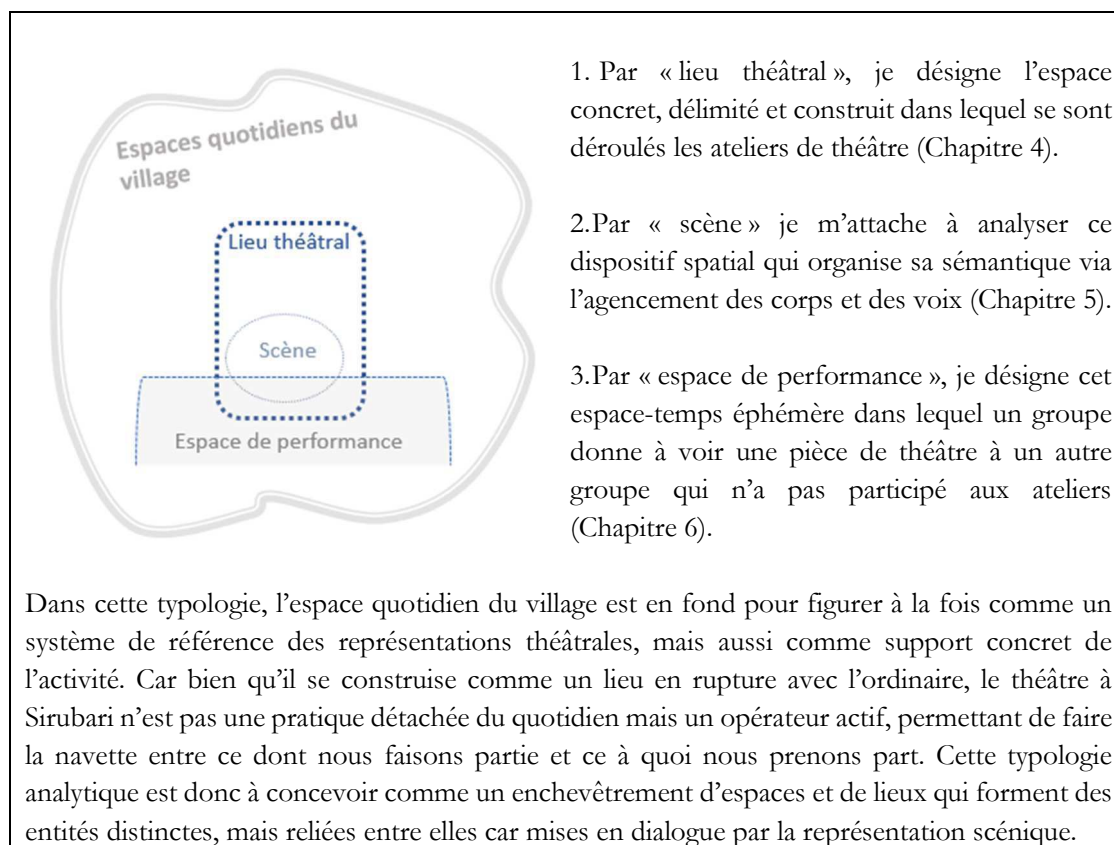 Espaces quotidiens du
village
Lieu théâtral
Scène
Espace de performance
1. Par « lieu théâtral », je désigne l’espace
concret, délimité et construit dans lequel se sont
déroulés les ateliers de théâtre (Chapitre 4).
2.Par « scène » je m’attache à analyser ce
dispositif spatial qui organise sa sémantique via
l’agencement des corps et des voix (Chapitre 5).
3.Par « espace de performance », je désigne cet
espace-temps éphémère dans lequel un groupe
donne à voir une pièce de théâtre à un autre
groupe qui n’a pas participé aux ateliers
(Chapitre 6).
Dans cette typologie, l’espace quotidien du village est en fond pour figurer à la fois comme un
système de référence des représentations théâtrales, mais aussi comme support concret de
l’activité. Car bien qu’il se construise comme un lieu en rupture avec l’ordinaire, le théâtre à
Sirubari n’est pas une pratique détachée du quotidien mais un opérateur actif, permettant de faire
la navette entre ce dont nous faisons partie et ce à quoi nous prenons part. Cette typologie
analytique est donc à concevoir comme un enchevêtrement d’espaces et de lieux qui forment des
entités distinctes, mais reliées entre elles car mises en dialogue par la représentation scénique.